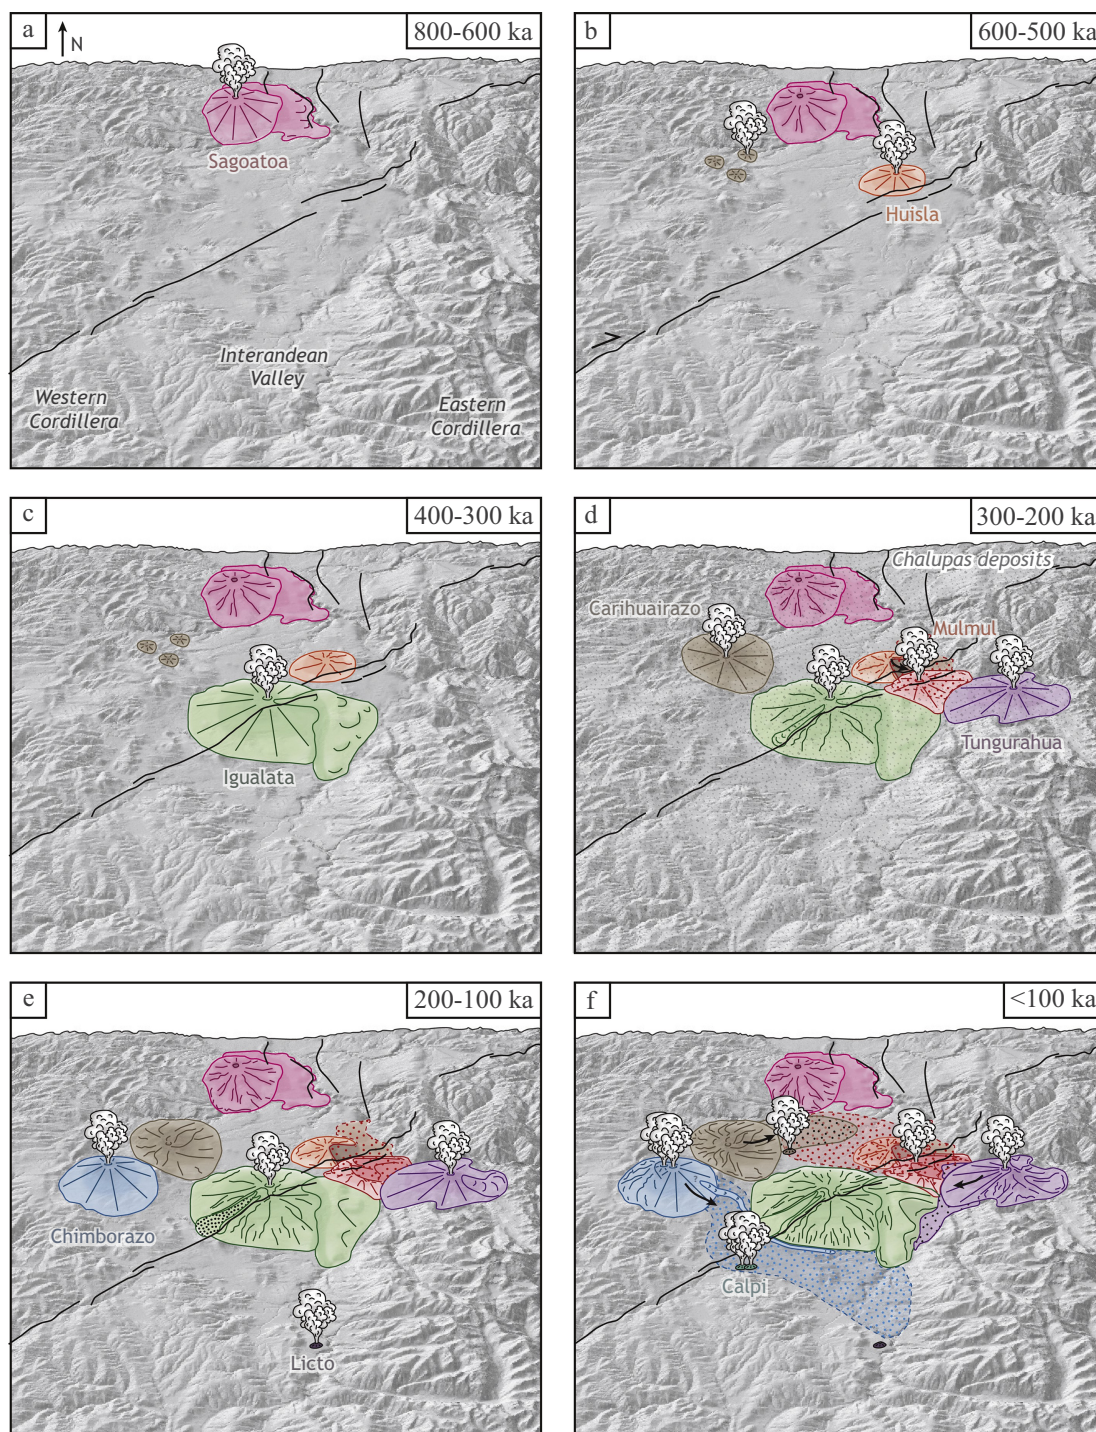 a
N
800-600 ka
Sagoatoa
Interandean
Valley
Western
Cordillera
Eastern
Cordillera
b
600-500 ka
Huisla
c
400-300 ka
Igualata
d
300-200 ka
Chalupas deposits
Carihuairazo
Mulmul
Tungurahua
e
200-100 ka
Chimborazo
Licto
f
<100 ka
Calpi